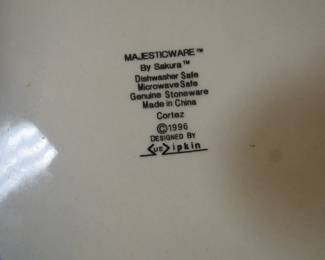 MAJESTICWARE™
By Sakura™
Dishwasher Safe
Microwave Safe
Genuine Stoneware
Made in China
Cortez
©1996
DESIGNED BY
Sue Zipkin